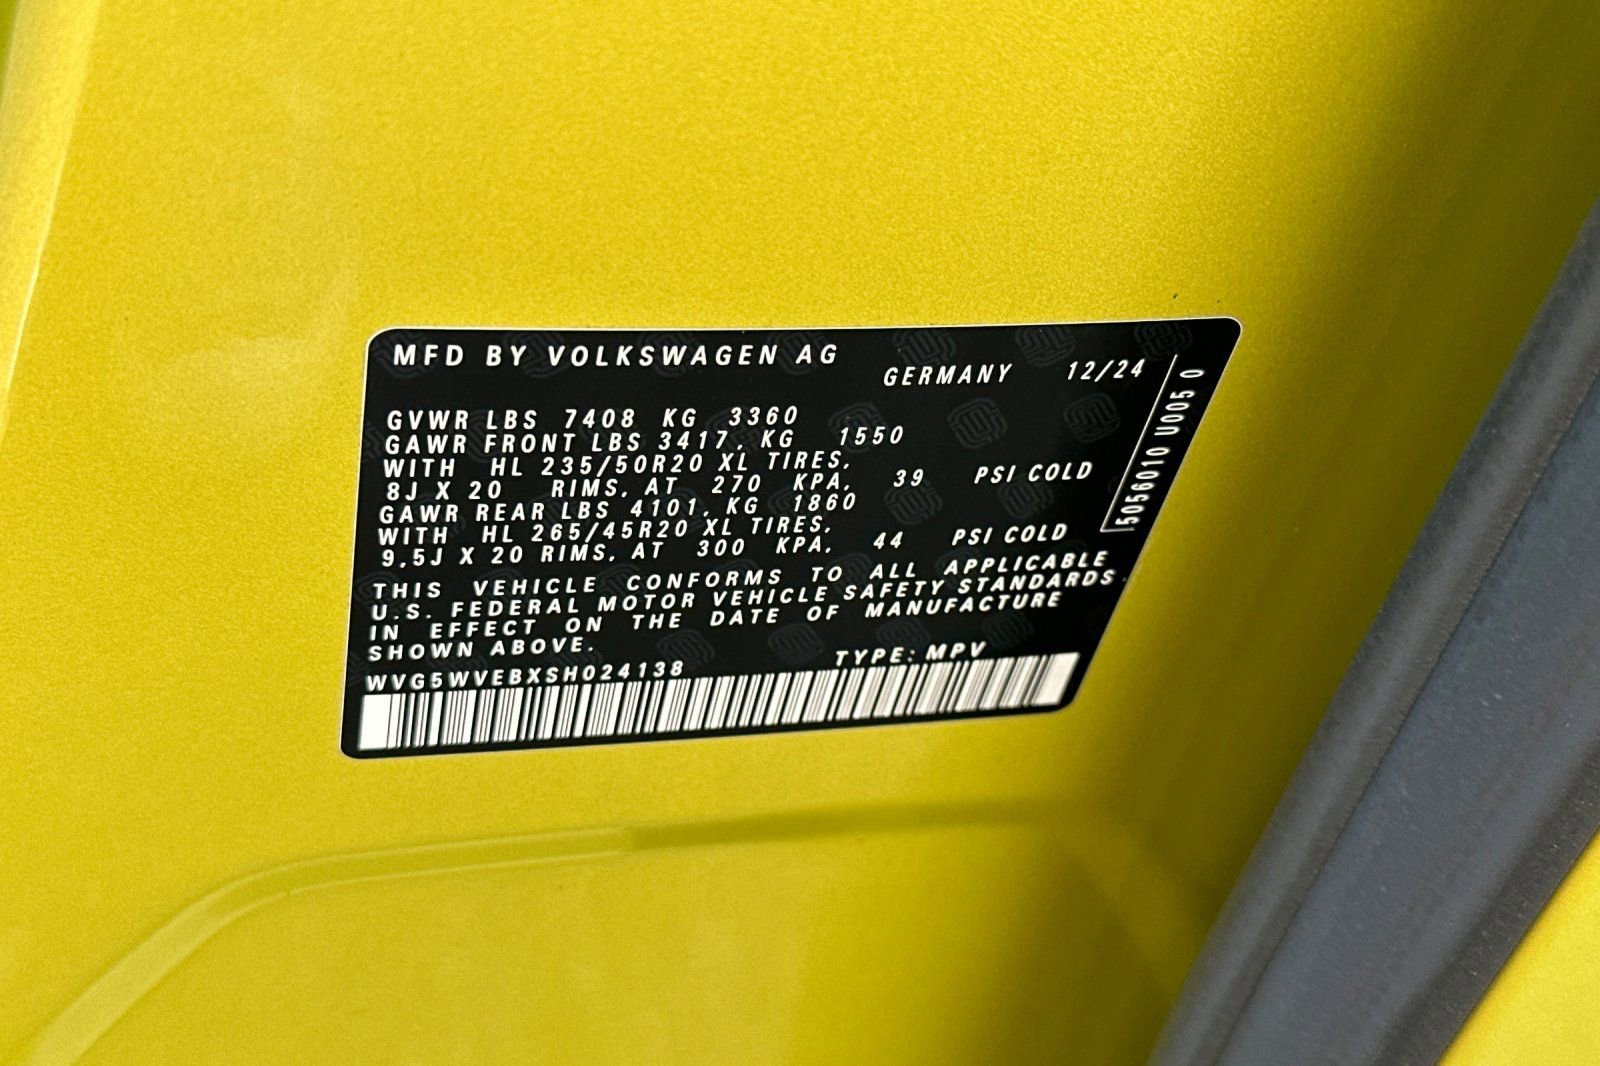 MFD BY VOLKSWAGEN AG
GERMANY 12/24
GVWR LBS 7408 KG 3360
GAWR FRONT LBS 3417. KG 1550
WITH HL 235/50R20 XL TIRES.
8J X 20 RIMS. AT 270 KPA. 39 PSI COLD
GAWR REAR LBS 4101. KG 1860
WITH HL 265/45R20 XL TIRES.
9.5J X 20 RIMS. AT 300 KPA. 44 PSI COLD
THIS VEHICLE CONFORMS TO ALL APPLICABLE
U.S. FEDERAL MOTOR VEHICLE SAFETY STANDARDS.
IN EFFECT ON THE DATE OF MANUFACTURE
SHOWN ABOVE.
WVG5WVEBXSH024138 TYPE: MPV
5056010 U005 0